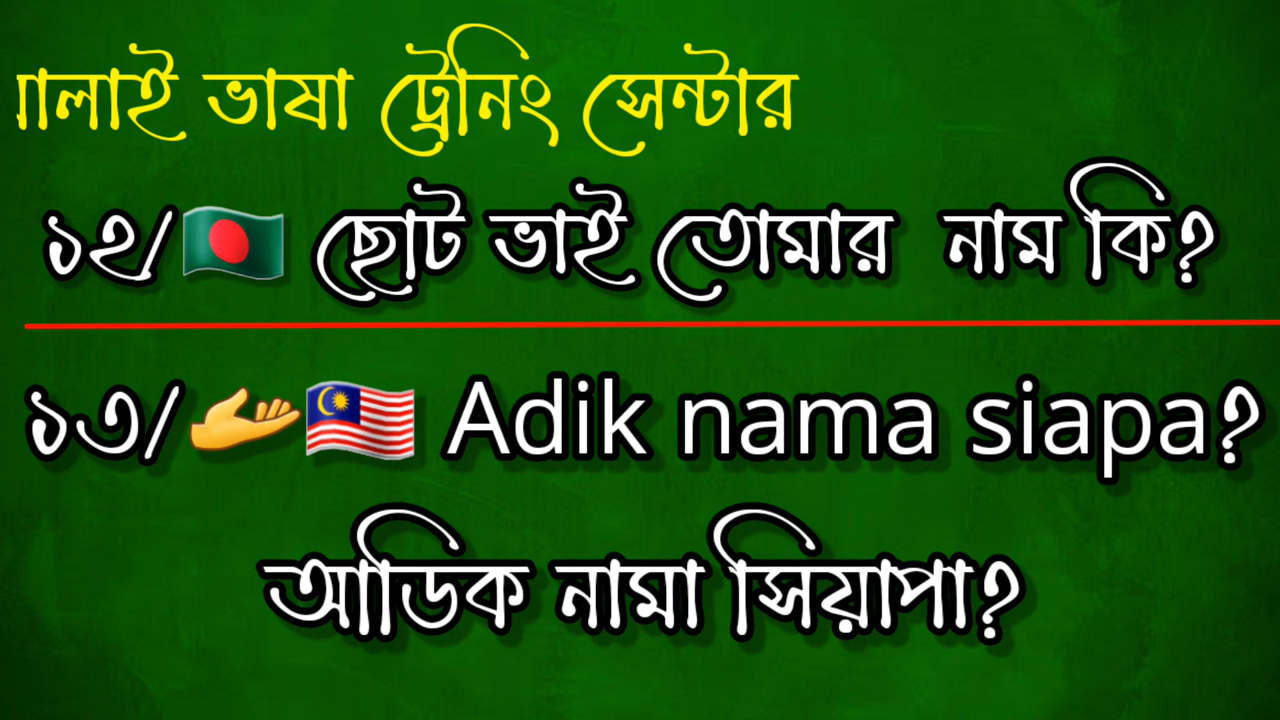 ভাষা ট্রেনিং সেন্টার
১২/ ছোট ভাই তোমার নাম কি?
১৩/ Adik nama siapa?
আডিক নামা সিয়াপা?